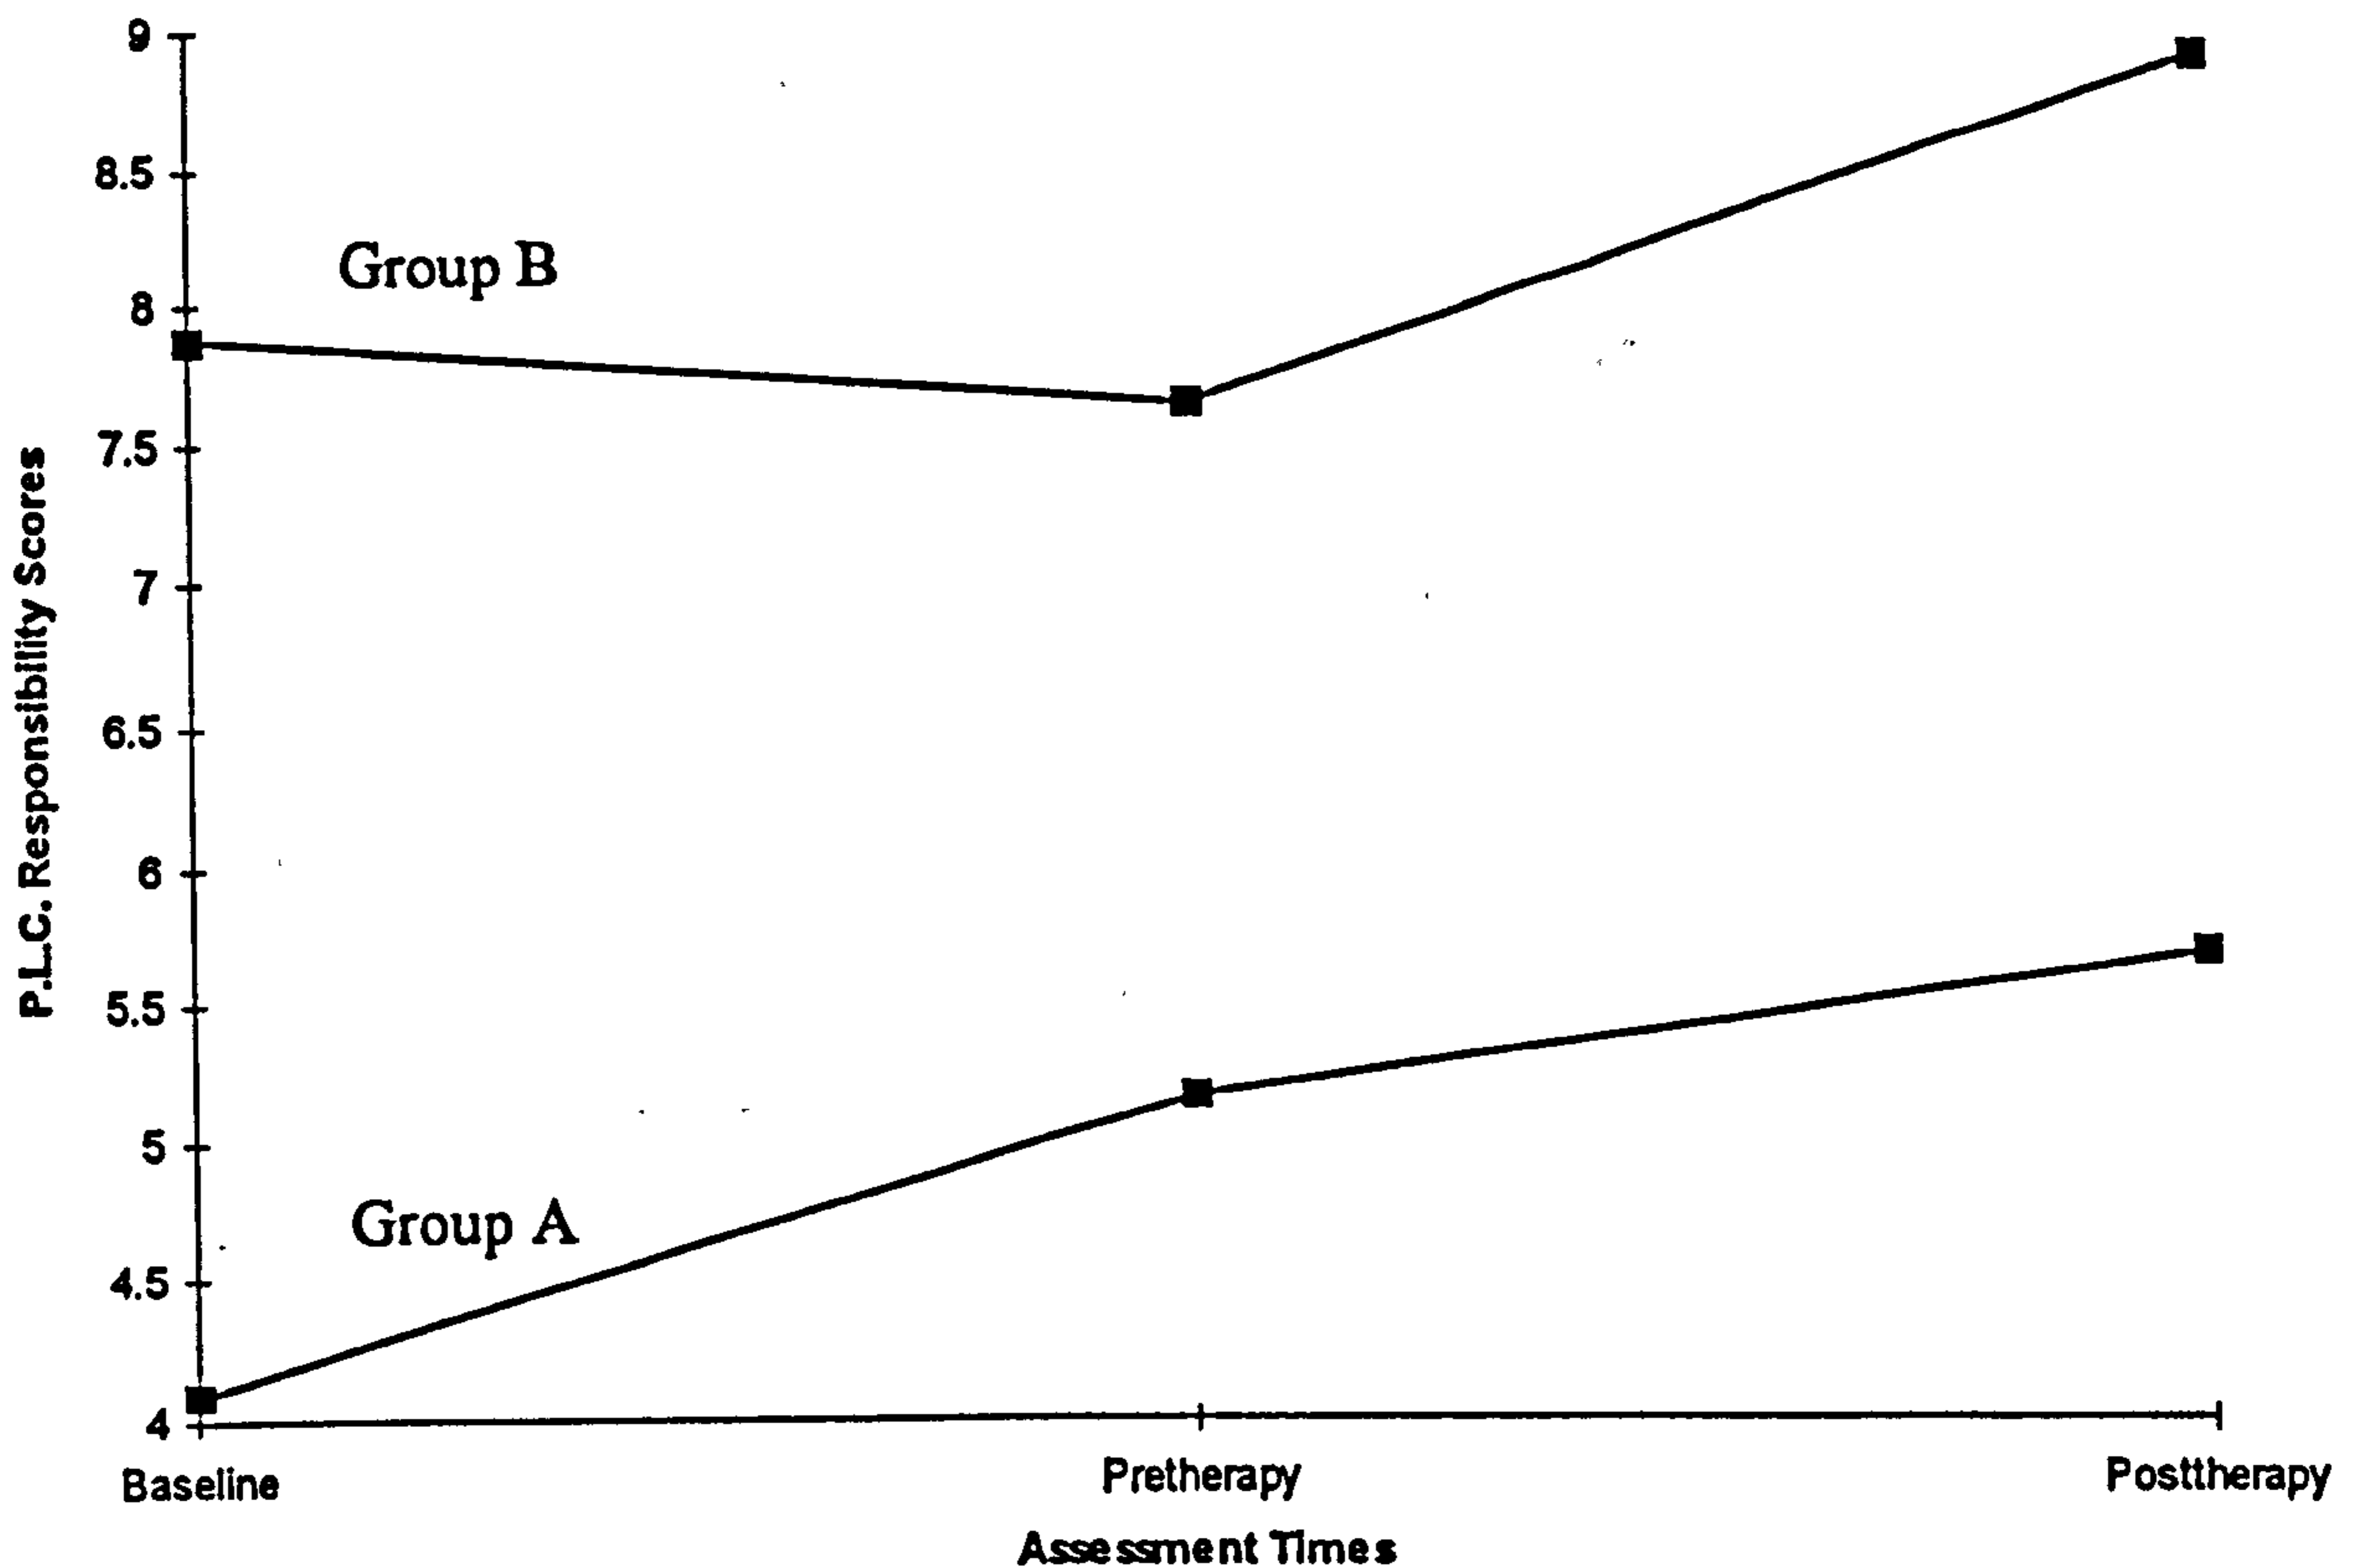 9
8.5
Group B
8
7.5
7
6.5
6
5.5
5
Group A
4.5
4
P.L.C. Responsibility Scores
Baseline
Pretherapy
Posttherapy
Assessment Times